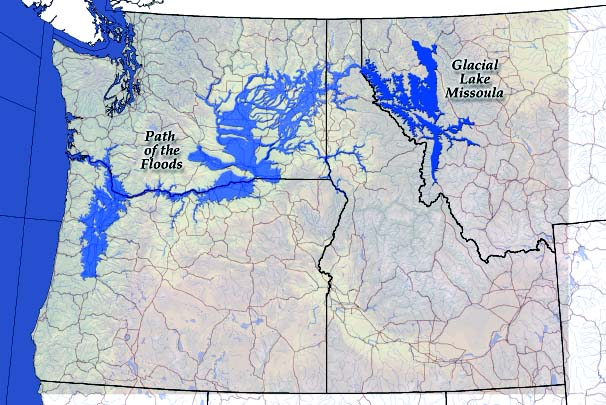 Glacial
Lake
Missoula
Path
of the
Floods